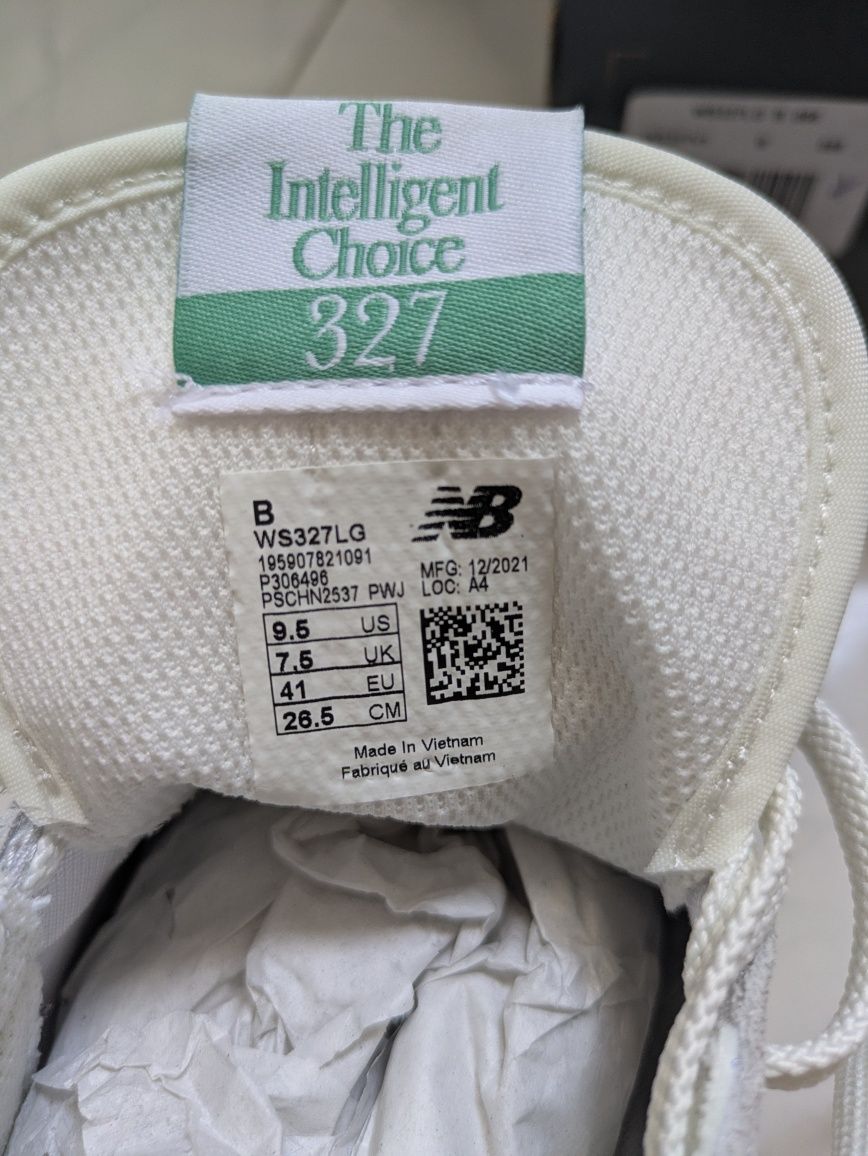 The
Intelligent
Choice
327
B
WS327LG
195907821091
P306496
PSCHN2537 PWJ
NB
MFG: 12/2021
LOC: A4
9.5 US
7.5 UK
41 EU
26.5 CM
Made In Vietnam
Fabriqué au Vietnam